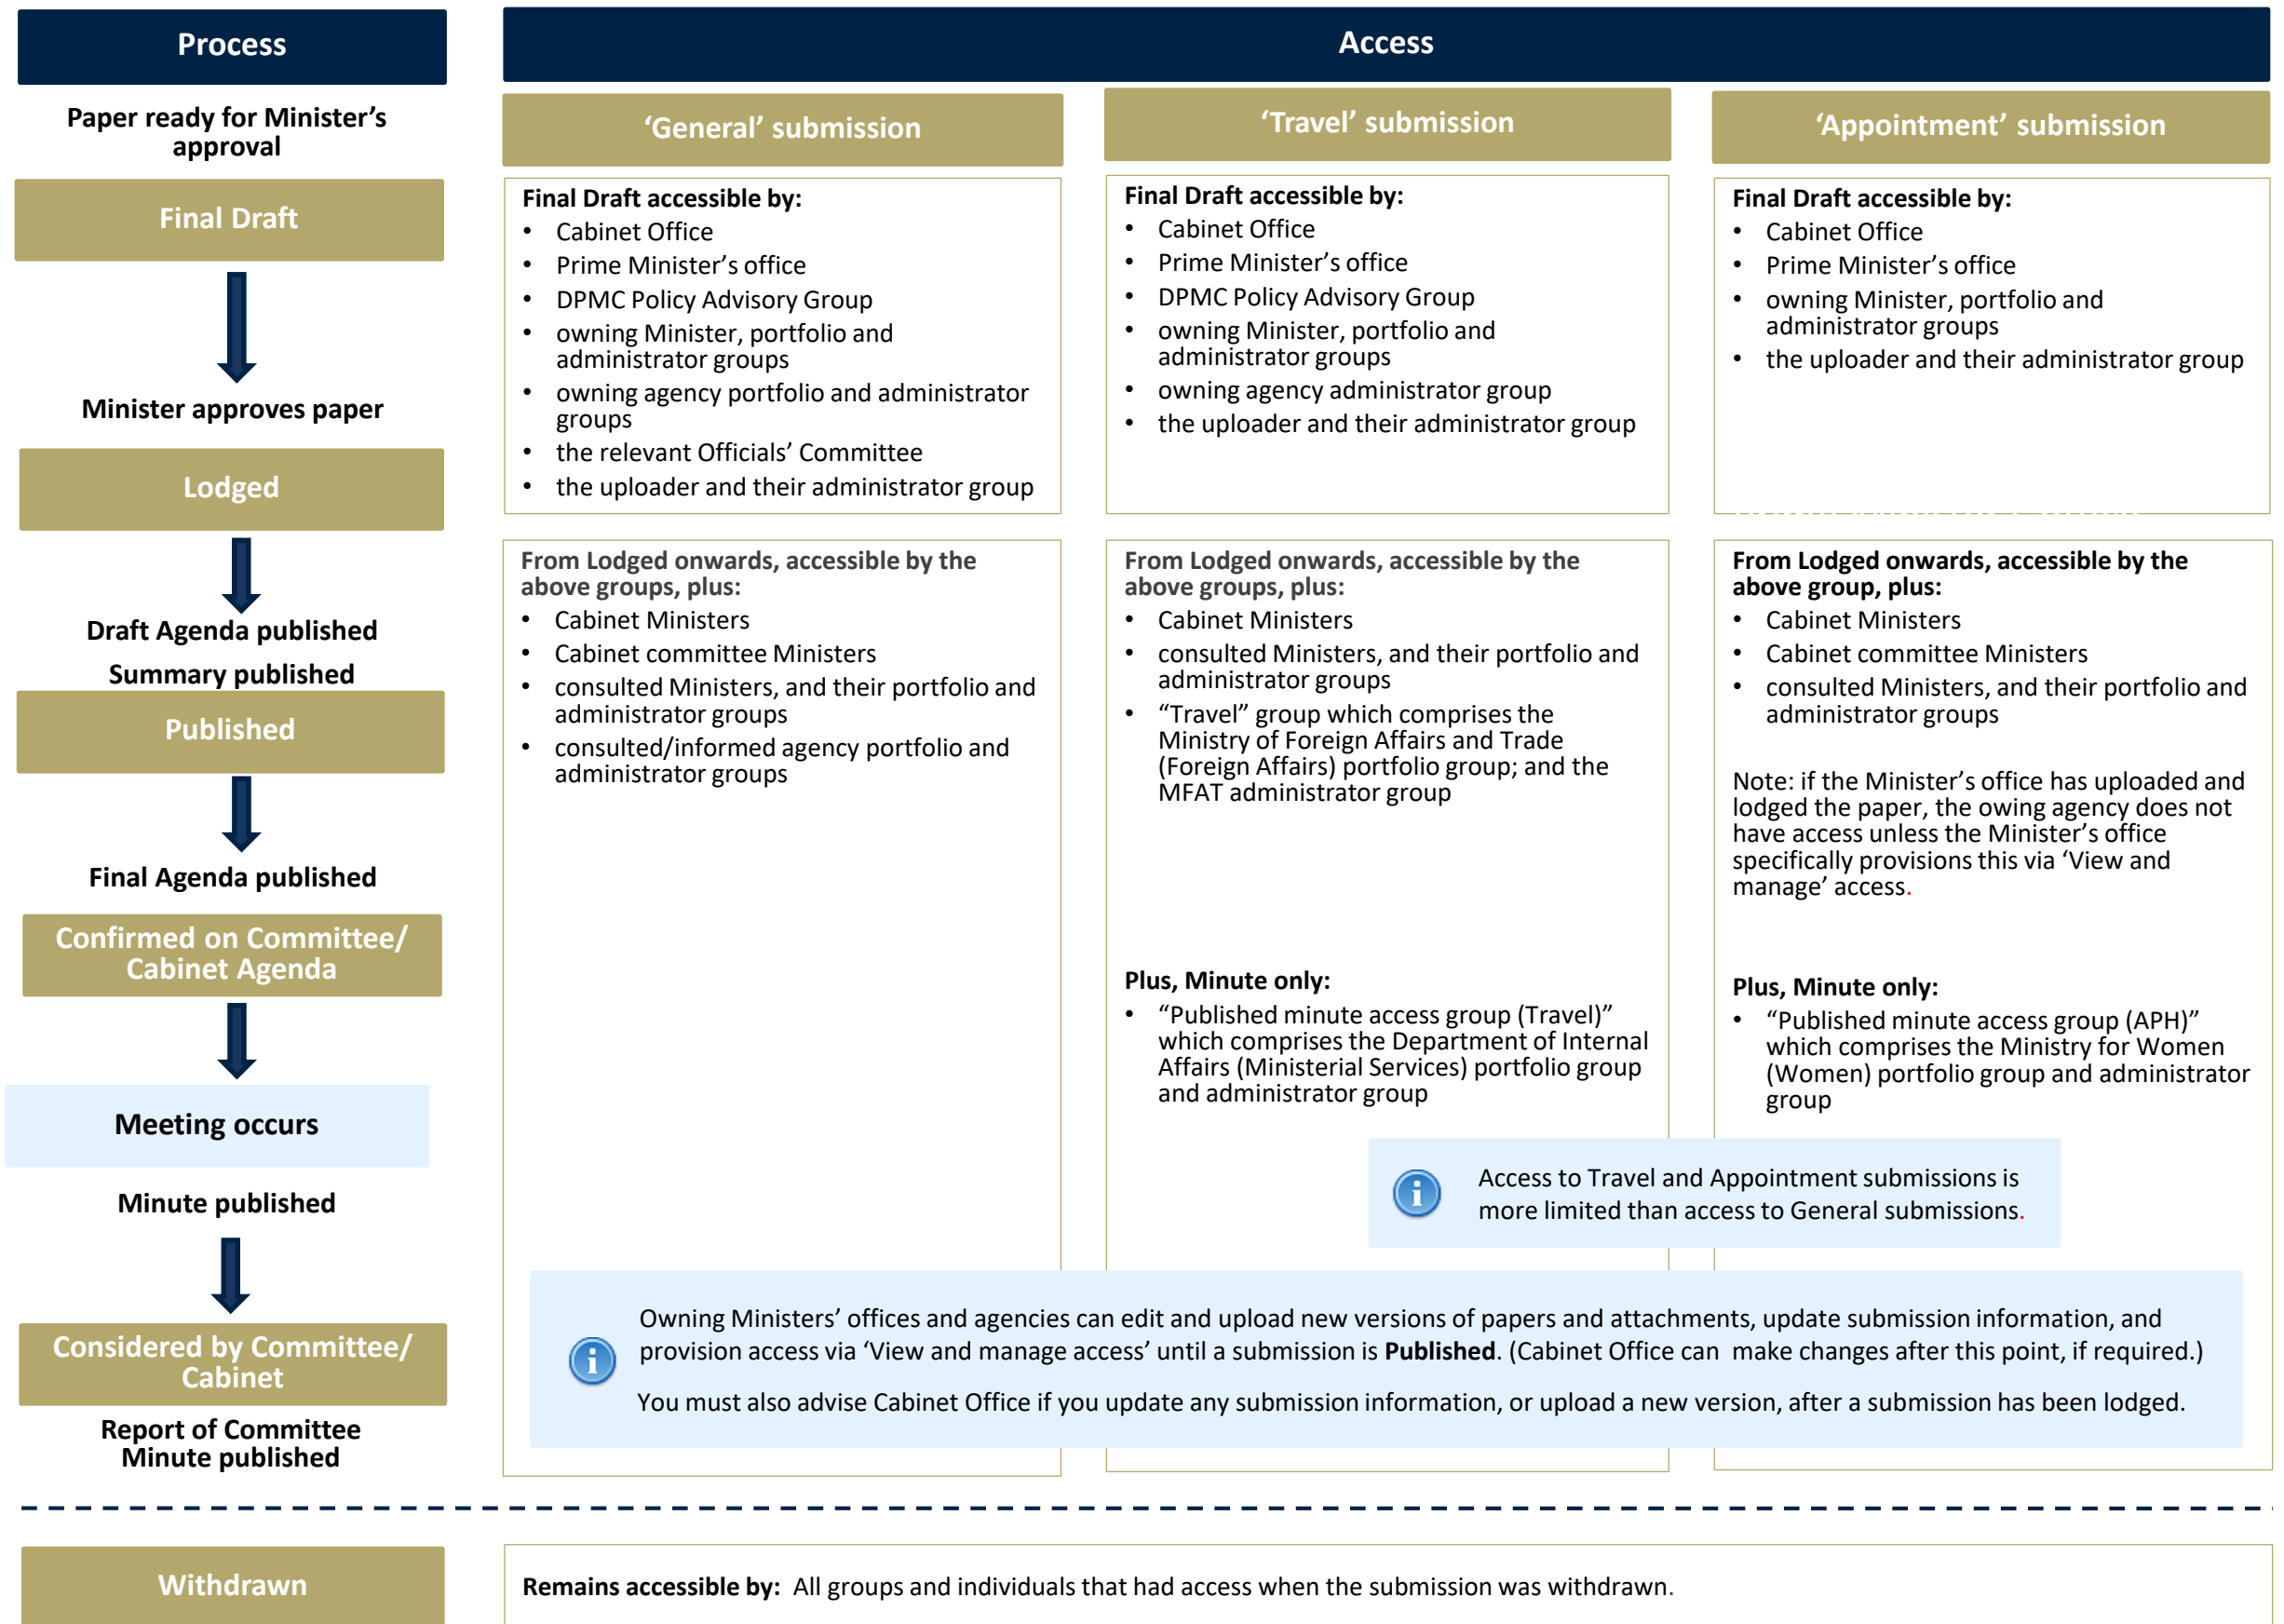 Process
Paper ready for Minister's
approval
Final Draft
Minister approves paper
Lodged
Draft Agenda published
Summary published
Published
Final Agenda published
Confirmed on Committee/
Cabinet Agenda
Meeting occurs
Minute published
Considered by Committee/
Cabinet
Report of Committee
Minute published
Access
‘General’ submission
Final Draft accessible by:
• Cabinet Office
• Prime Minister’s office
• DPMC Policy Advisory Group
• owning Minister, portfolio and
administrator groups
• owning agency portfolio and administrator
groups
• the relevant Officials’ Committee
• the uploader and their administrator group
From Lodged onwards, accessible by the
above groups, plus:
• Cabinet Ministers
• Cabinet committee Ministers
• consulted Ministers, and their portfolio and
administrator groups
• consulted/informed agency portfolio and
administrator groups
‘Travel’ submission
Final Draft accessible by:
• Cabinet Office
• Prime Minister’s office
• DPMC Policy Advisory Group
• owning Minister, portfolio and
administrator groups
• owning agency administrator group
• the uploader and their administrator group
From Lodged onwards, accessible by the
above groups, plus:
• Cabinet Ministers
• consulted Ministers, and their portfolio and
administrator groups
• “Travel” group which comprises the
Ministry of Foreign Affairs and Trade
(Foreign Affairs) portfolio group; and the
MFAT administrator group
Plus, Minute only:
• “Published minute access group (Travel)”
which comprises the Department of Internal
Affairs (Ministerial Services) portfolio group
and administrator group
‘Appointment’ submission
Final Draft accessible by:
• Cabinet Office
• Prime Minister’s office
• owning Minister, portfolio and
administrator groups
• the uploader and their administrator group
From Lodged onwards, accessible by the
above group, plus:
• Cabinet Ministers
• Cabinet committee Ministers
• consulted Ministers, and their portfolio and
administrator groups
Note: if the Minister’s office has uploaded and
lodged the paper, the owing agency does not
have access unless the Minister’s office
specifically provisions this via ‘View and
manage’ access.
Plus, Minute only:
• “Published minute access group (APH)”
which comprises the Ministry for Women
(Women) portfolio group and administrator
group
Access to Travel and Appointment submissions is
more limited than access to General submissions.
Owning Ministers’ offices and agencies can edit and upload new versions of papers and attachments, update submission information, and
provision access via ‘View and manage access’ until a submission is Published. (Cabinet Office can make changes after this point, if required.)
You must also advise Cabinet Office if you update any submission information, or upload a new version, after a submission has been lodged.
Withdrawn
Remains accessible by: All groups and individuals that had access when the submission was withdrawn.